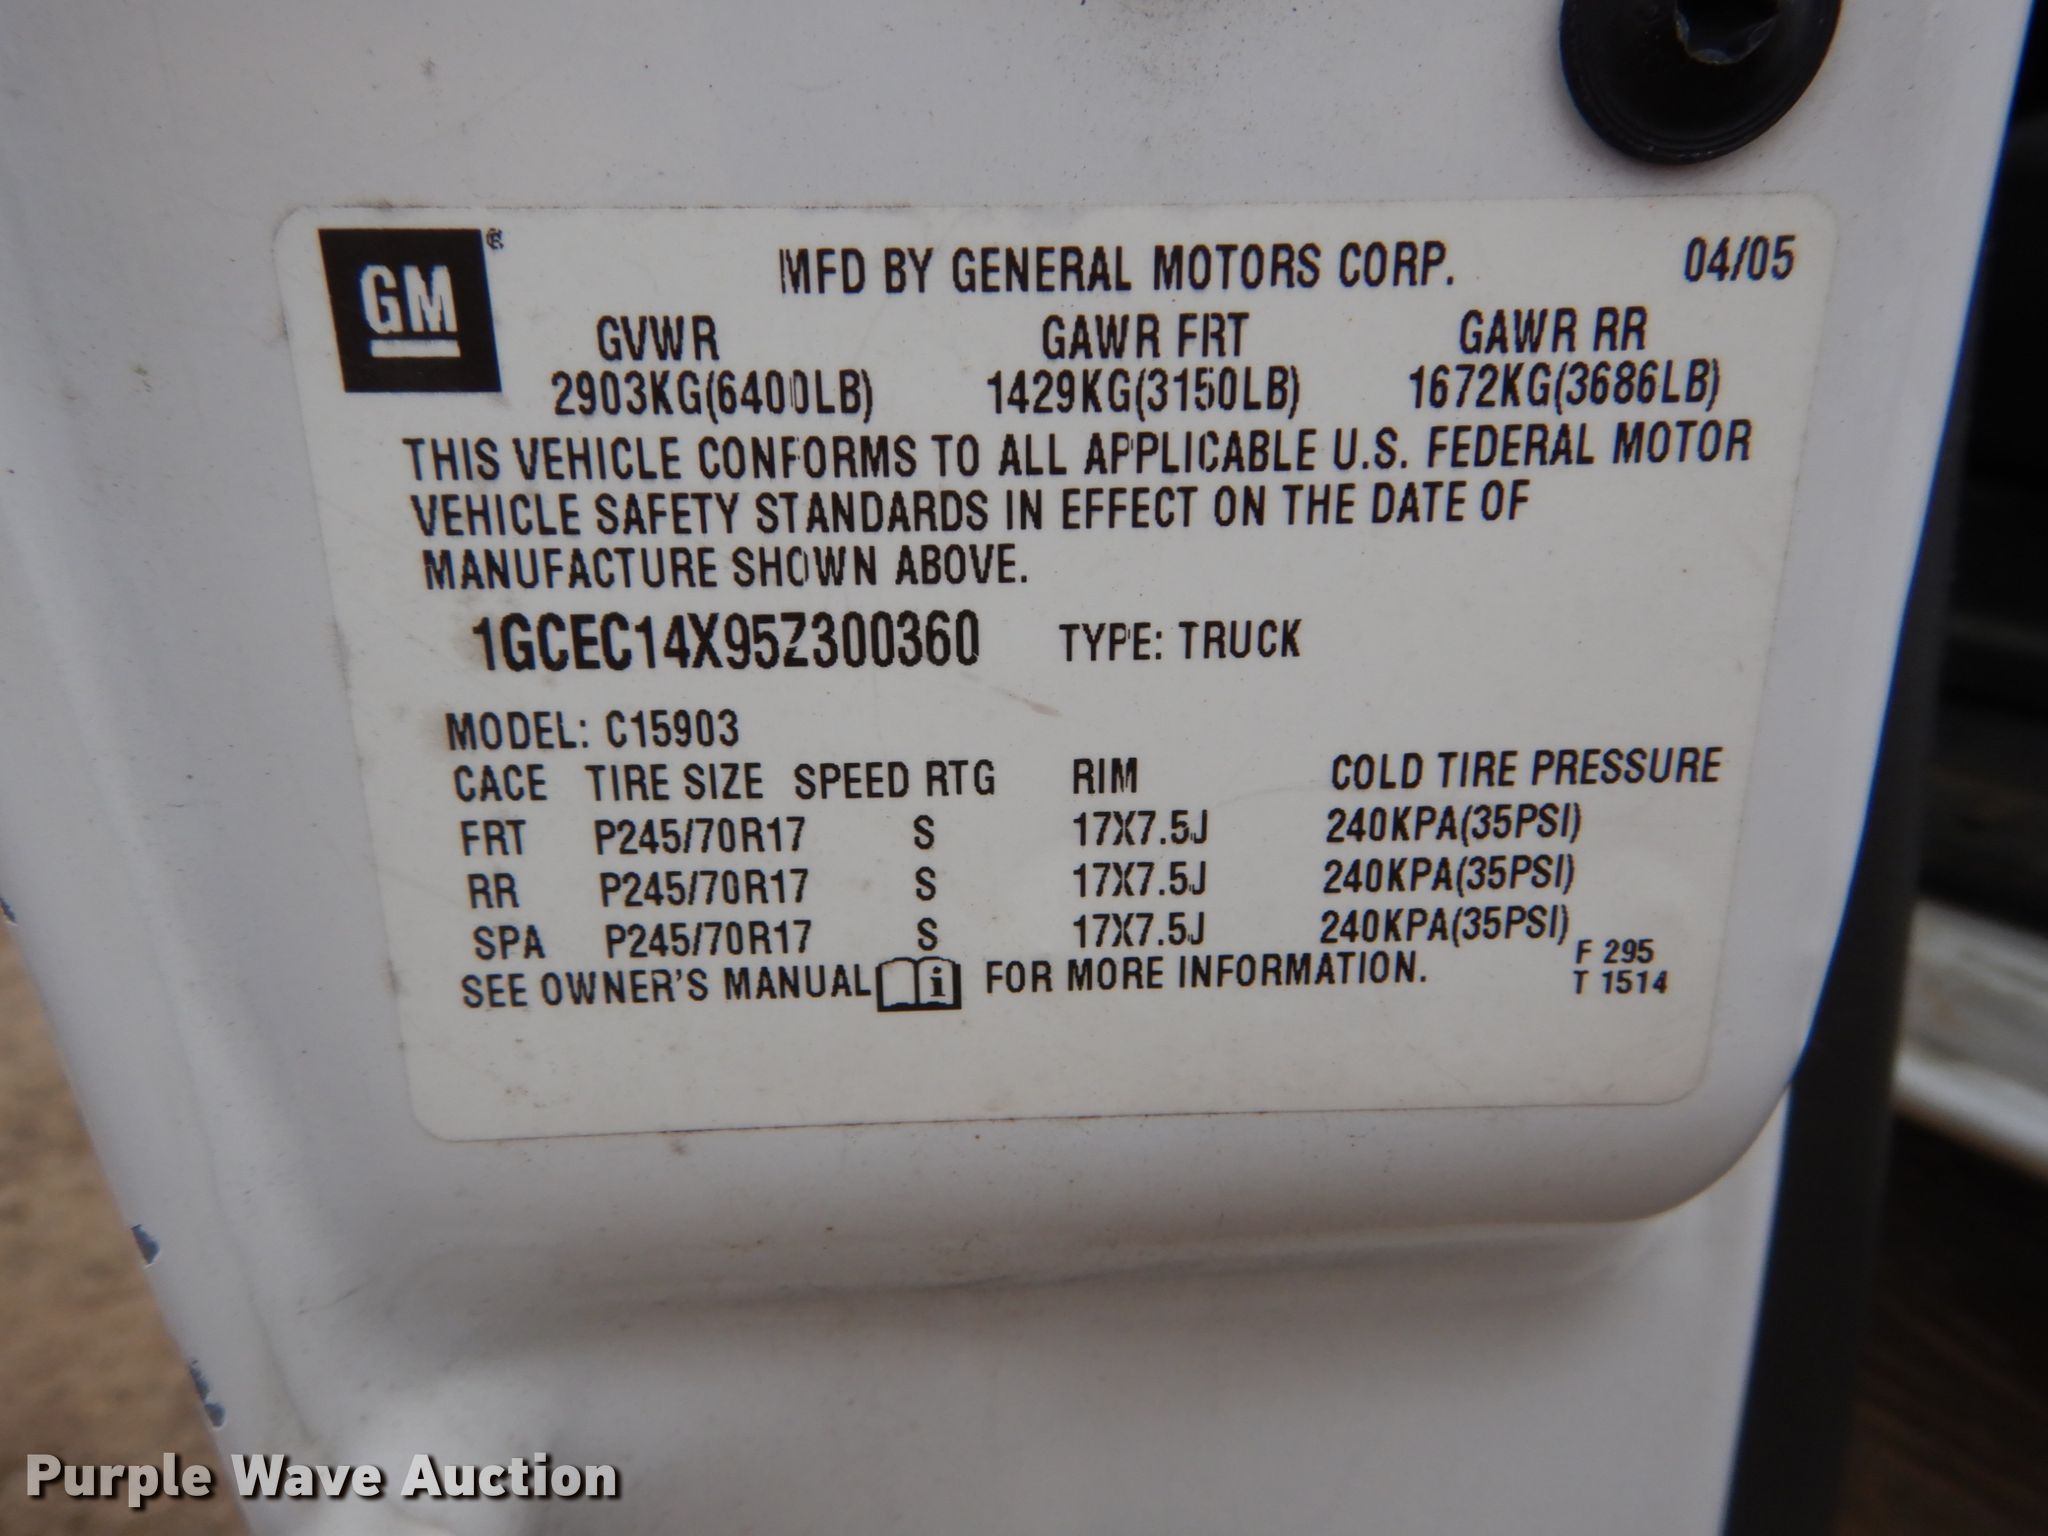 GM
MFD BY GENERAL MOTORS CORP. 04/05
GVWR GAWR FRT GAWR RR
2903KG(6400LB) 1429KG(3150LB) 1672KG(3686LB)
THIS VEHICLE CONFORMS TO ALL APPLICABLE U.S. FEDERAL MOTOR
VEHICLE SAFETY STANDARDS IN EFFECT ON THE DATE OF
MANUFACTURE SHOWN ABOVE.
1GCEC14X95Z300360 TYPE: TRUCK
MODEL: C15903
CACE TIRE SIZE SPEED RTG RIM COLD TIRE PRESSURE
FRT P245/70R17 S 17X7.5J 240KPA(35PSI)
RR P245/70R17 S 17X7.5J 240KPA(35PSI)
SPA P245/70R17 S 17X7.5J 240KPA(35PSI)
SEE OWNER'S MANUAL i FOR MORE INFORMATION.
F 295
T 1514
Purple Wave Auction